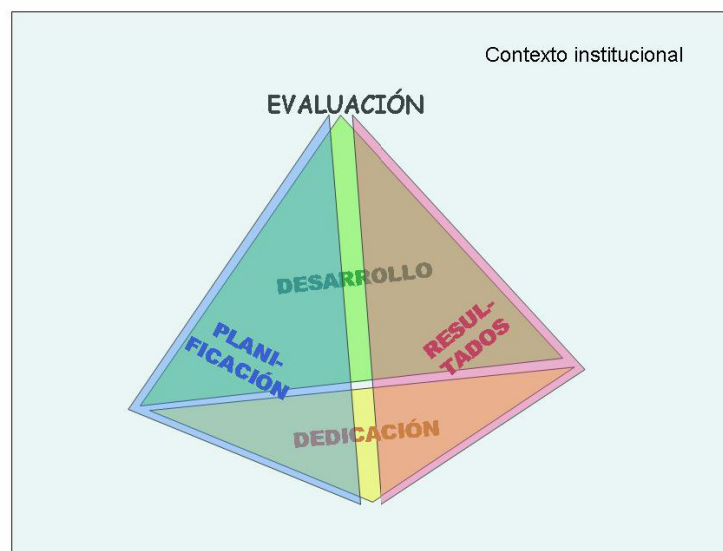 Contexto institucional
EVALUACIÓN
DESARROLLO
PLANI-
FICACIÓN
RESUL-
TADOS
DEDICACIÓN